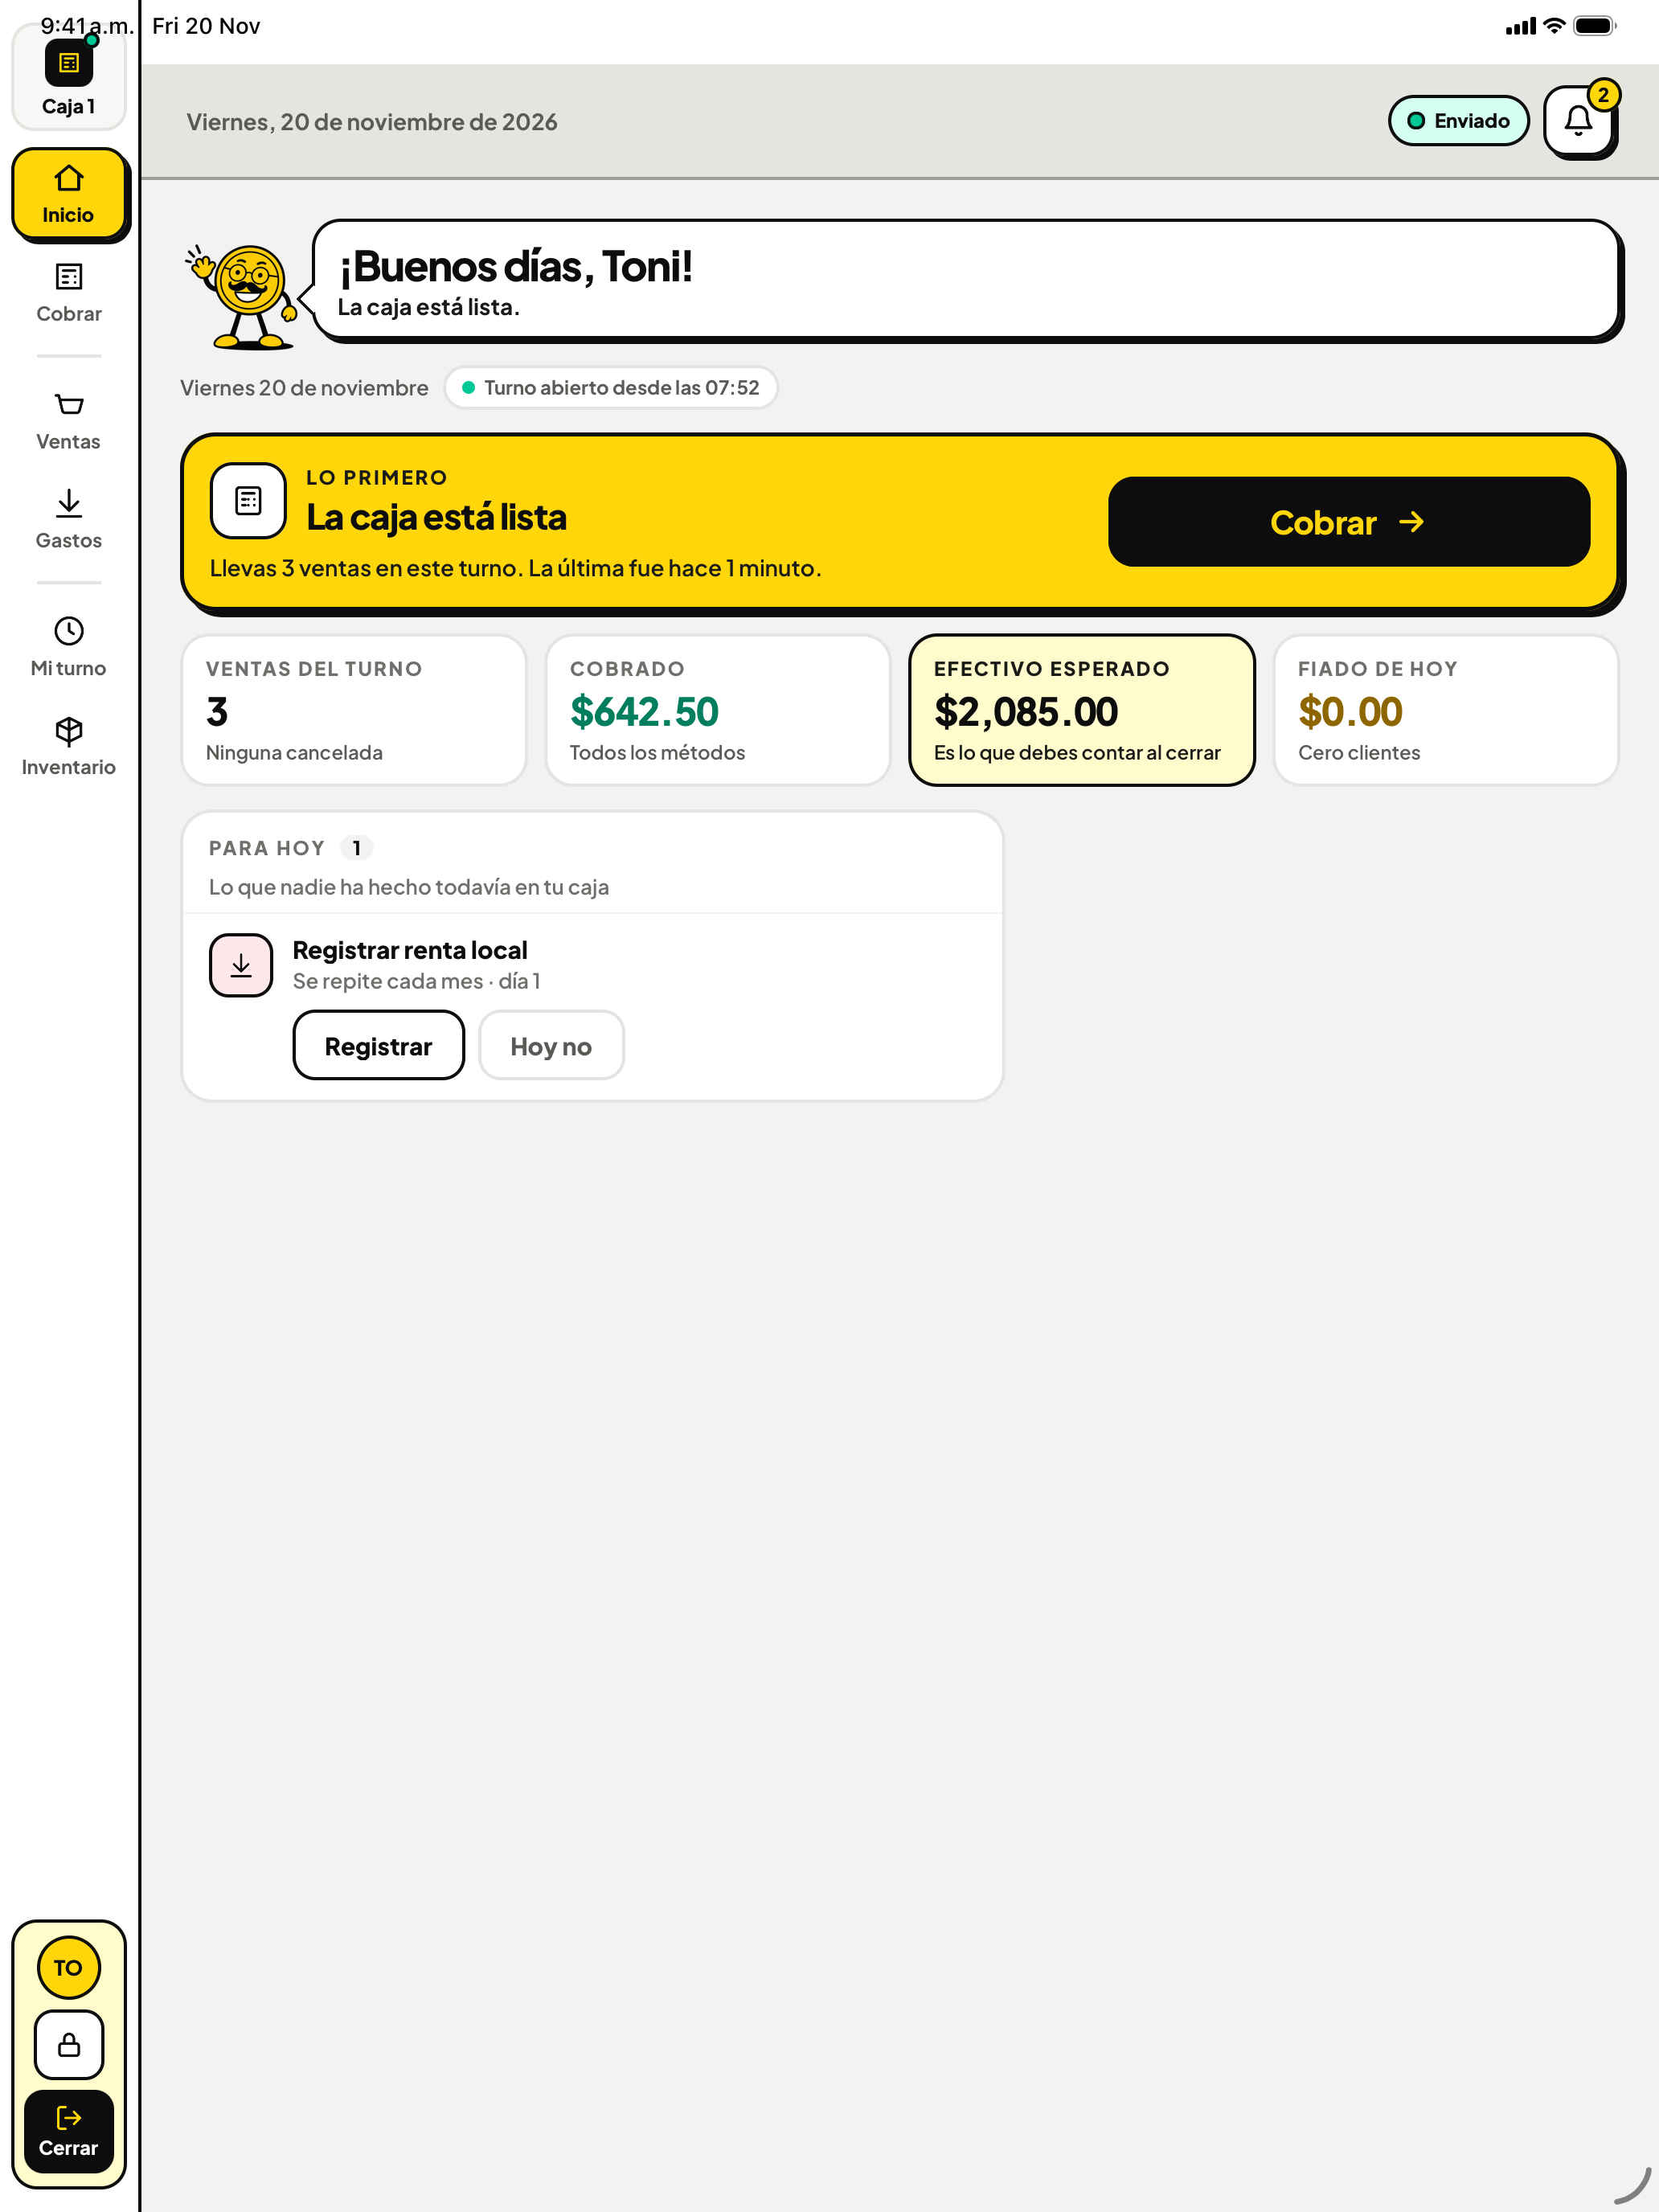 9:41 a.m. Fri 20 Nov
Caja 1
Inicio
Cobrar
Ventas
Gastos
Mi turno
Inventario
TO
Cerrar
Viernes, 20 de noviembre de 2026
Enviado
2
¡Buenos días, Toni!
La caja está lista.
Viernes 20 de noviembre
Turno abierto desde las 07:52
LO PRIMERO
La caja está lista
Llevas 3 ventas en este turno. La última fue hace 1 minuto.
Cobrar
VENTAS DEL TURNO
3
Ninguna cancelada
COBRADO
$642.50
Todos los métodos
EFECTIVO ESPERADO
$2,085.00
Es lo que debes contar al cerrar
FIADO DE HOY
$0.00
Cero clientes
PARA HOY 1
Lo que nadie ha hecho todavía en tu caja
Registrar renta local
Se repite cada mes · día 1
Registrar
Hoy no